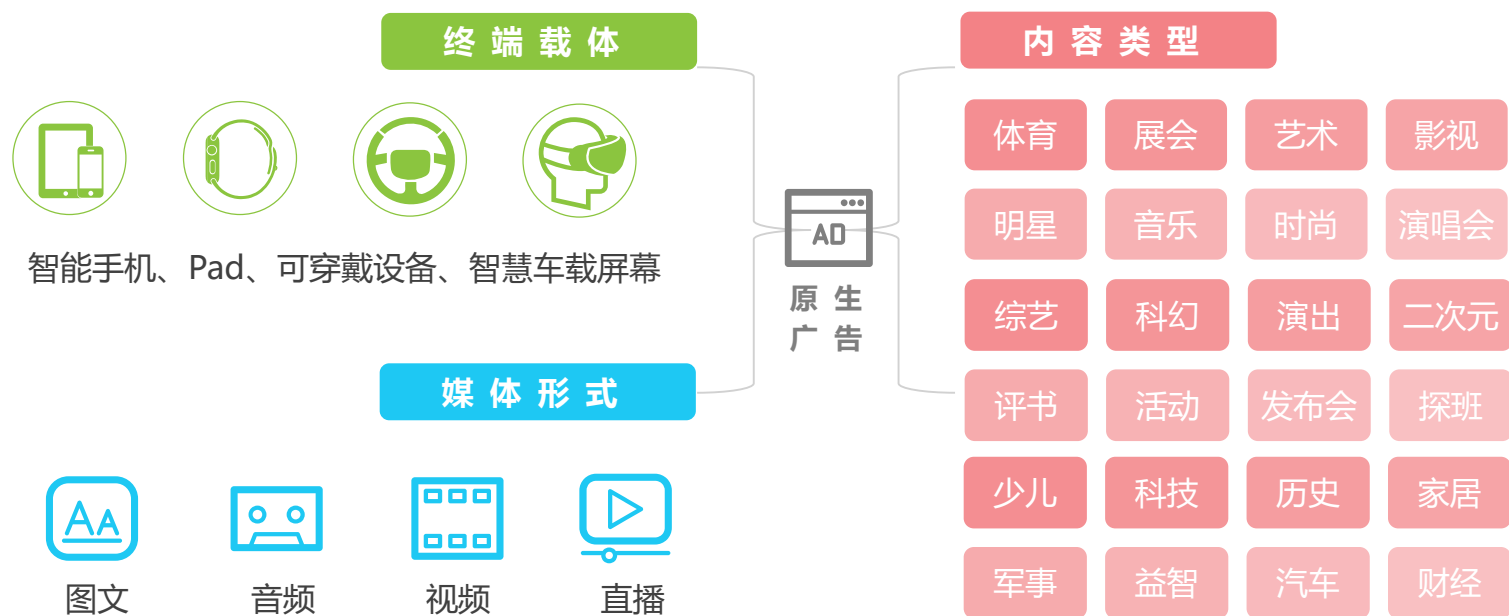 终端载体
智能手机、Pad、可穿戴设备、智慧车载屏幕
媒体形式
AA
图文 音频 视频 直播
AD
原生
广告
内容类型
体育 展会 艺术 影视
明星 音乐 时尚 演唱会
综艺 科幻 演出 二次元
评书 活动 发布会 探班
少儿 科技 历史 家居
军事 益智 汽车 财经